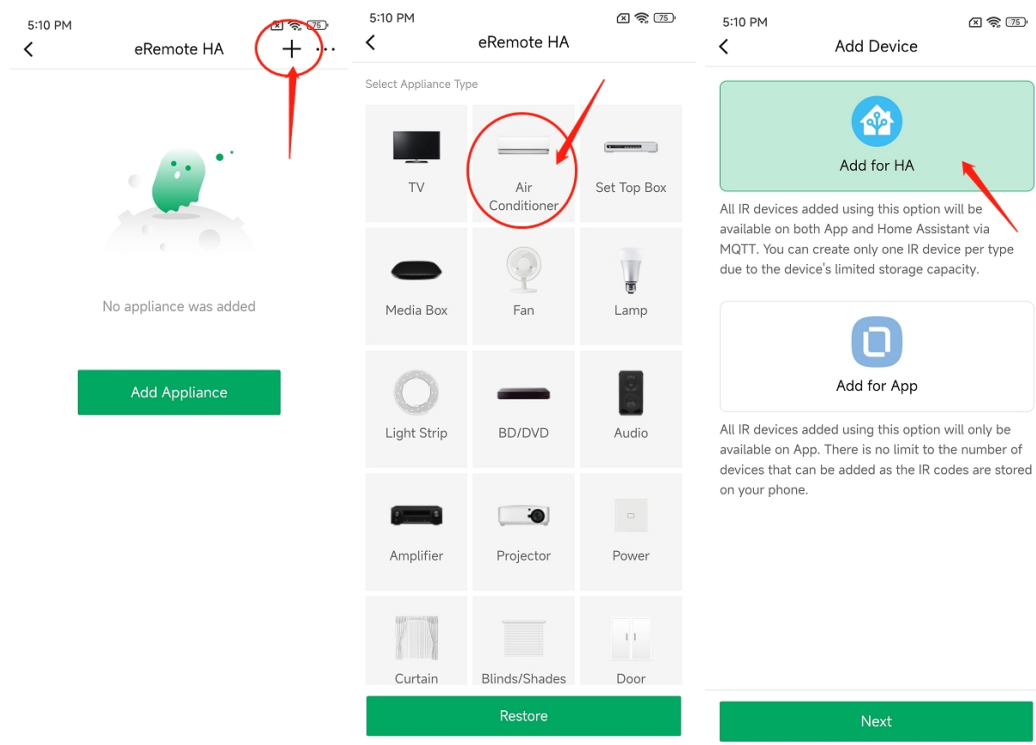 5:10 PM
75
eRemote HA
No appliance was added
Add Appliance
5:10 PM
75
eRemote HA
Select Appliance Type
TV
Air
Conditioner
Set Top Box
Media Box
Fan
Lamp
Light Strip
BD/DVD
Audio
Amplifier
Projector
Power
Curtain
Blinds/Shades
Door
Restore
5:10 PM
75
Add Device
Add for HA
All IR devices added using this option will be
available on both App and Home Assistant via
MQTT. You can create only one IR device per type
due to the device's limited storage capacity.
Add for App
All IR devices added using this option will only be
available on App. There is no limit to the number of
devices that can be added as the IR codes are stored
on your phone.
Next